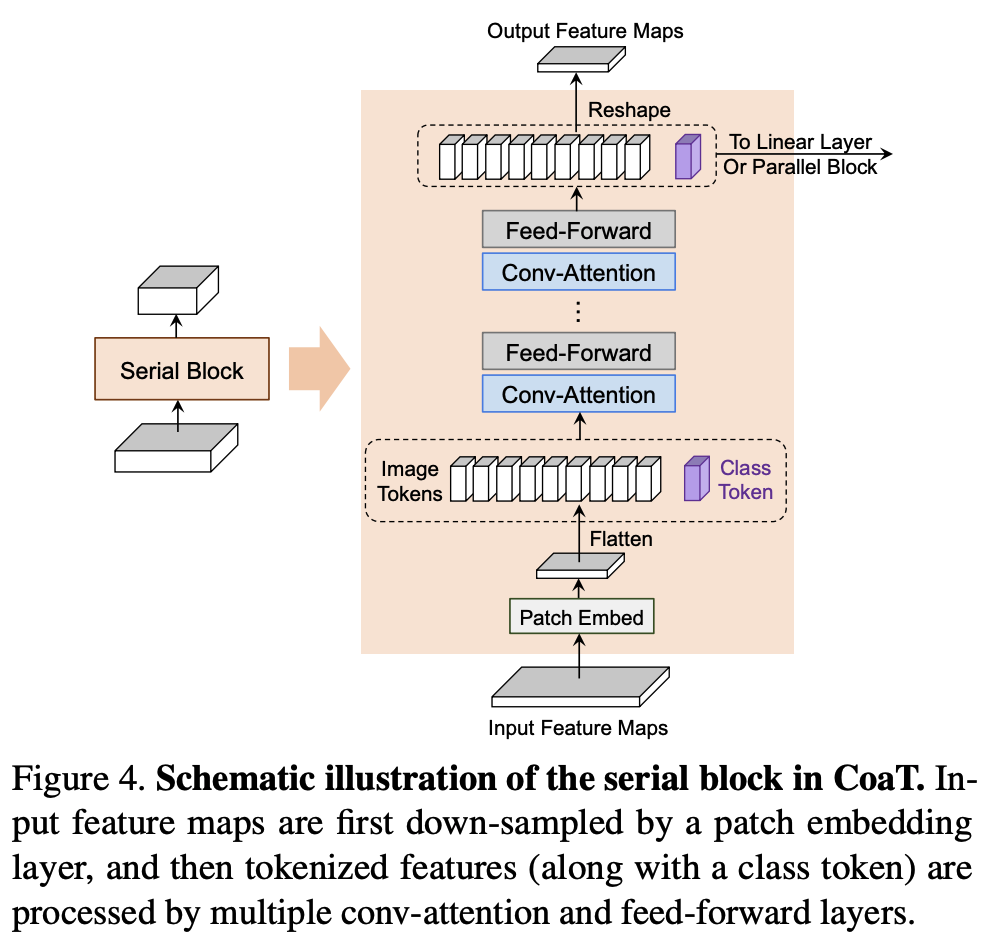 Output Feature Maps
Reshape
To Linear Layer
Or Parallel Block
Feed-Forward
Conv-Attention
Feed-Forward
Serial Block
Conv-Attention
Image
Tokens
Class
Token
Flatten
Patch Embed
Input Feature Maps
Figure 4. Schematic illustration of the serial block in CoaT. In-
put feature maps are first down-sampled by a patch embedding
layer, and then tokenized features (along with a class token) are
processed by multiple conv-attention and feed-forward layers.